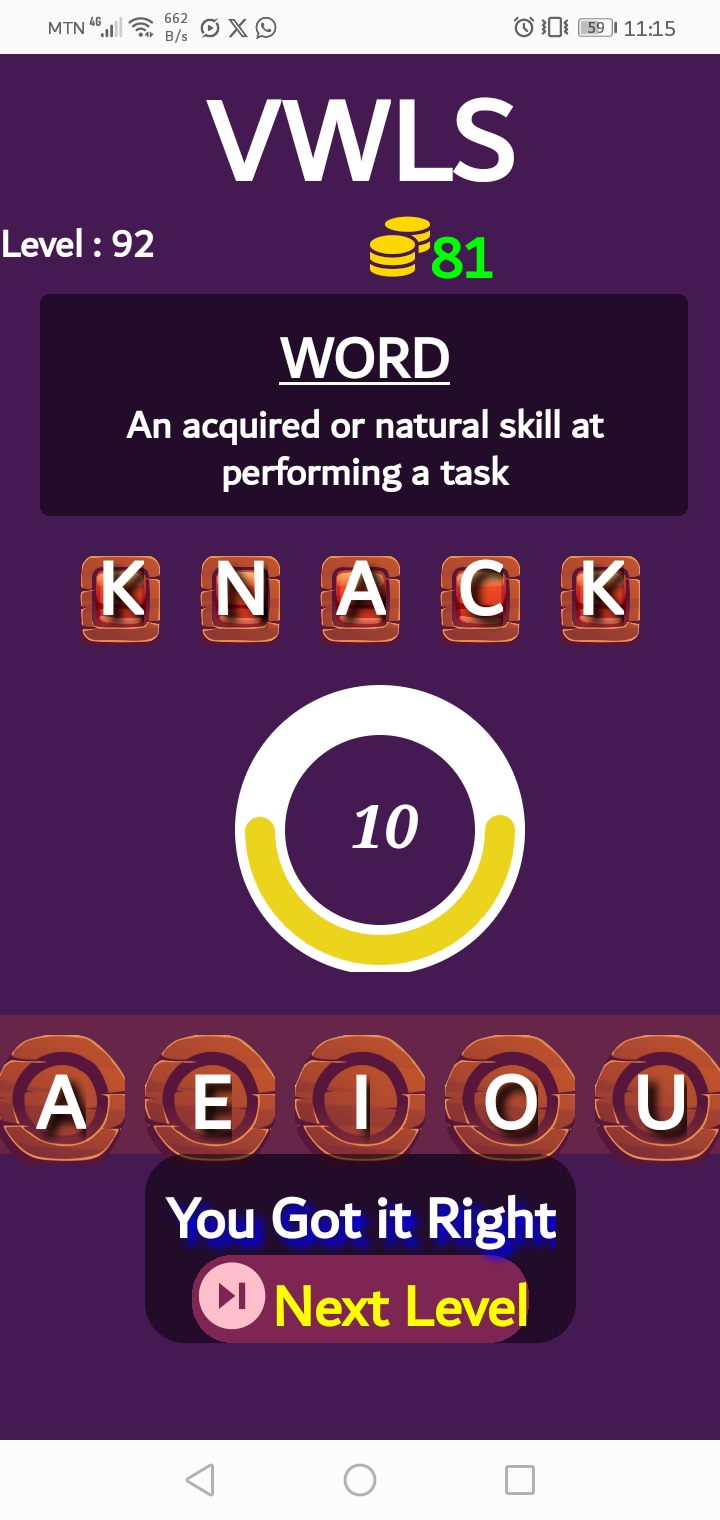 MTN 4G 662 B/s 59 11:15
VWLS
Level : 92 81
WORD
An acquired or natural skill at
performing a task
K N A C K
10
A E I O U
You Got it Right
Next Level